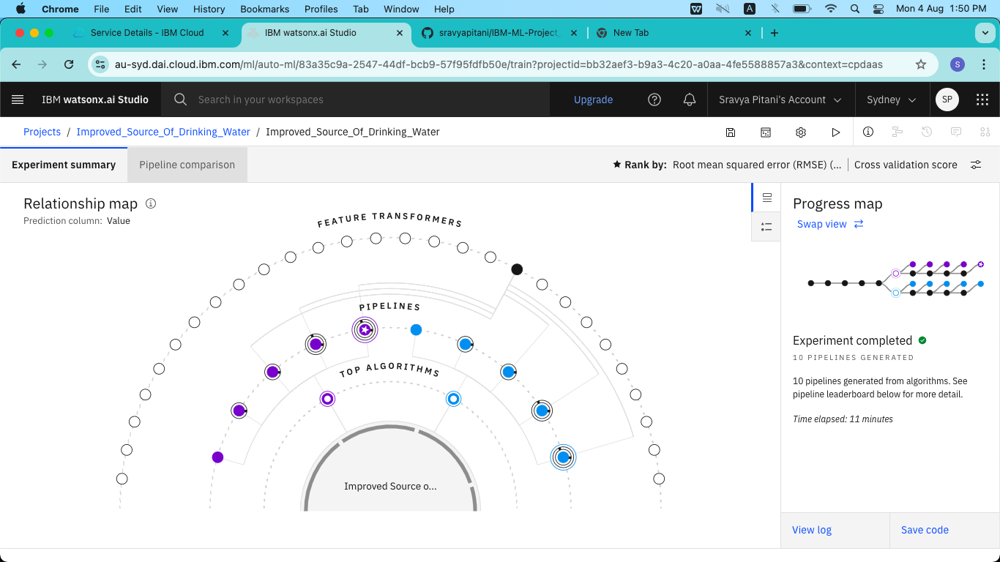 Chrome File Edit View History Bookmarks Profiles Tab Window Help A Mon 4 Aug 1:50 PM
Service Details - IBM Cloud IBM watsonx.ai Studio sravyapitani/IBM-ML-Project_ New Tab
au-syd.dai.cloud.ibm.com/ml/auto-ml/83a35c9a-2547-44df-bcb9-57f95fdfb50e/train?projectid=bb32aef3-b9a3-4c20-a0aa-4fe5588857a3&context=cpdaas S
IBM watsonx.ai Studio Search in your workspaces Upgrade Sravya Pitani's Account Sydney SP
Projects / Improved_Source_Of_Drinking_Water / Improved_Source_Of_Drinking_Water
Experiment summary Pipeline comparison Rank by: Root mean squared error (RMSE) (... Cross validation score
Relationship map
Prediction column: Value
FEATURE TRANSFORMERS
PIPELINES
TOP ALGORITHMS
Improved Source o...
Progress map
Swap view
Experiment completed
10 PIPELINES GENERATED
10 pipelines generated from algorithms. See
pipeline leaderboard below for more detail.
Time elapsed: 11 minutes
View log Save code